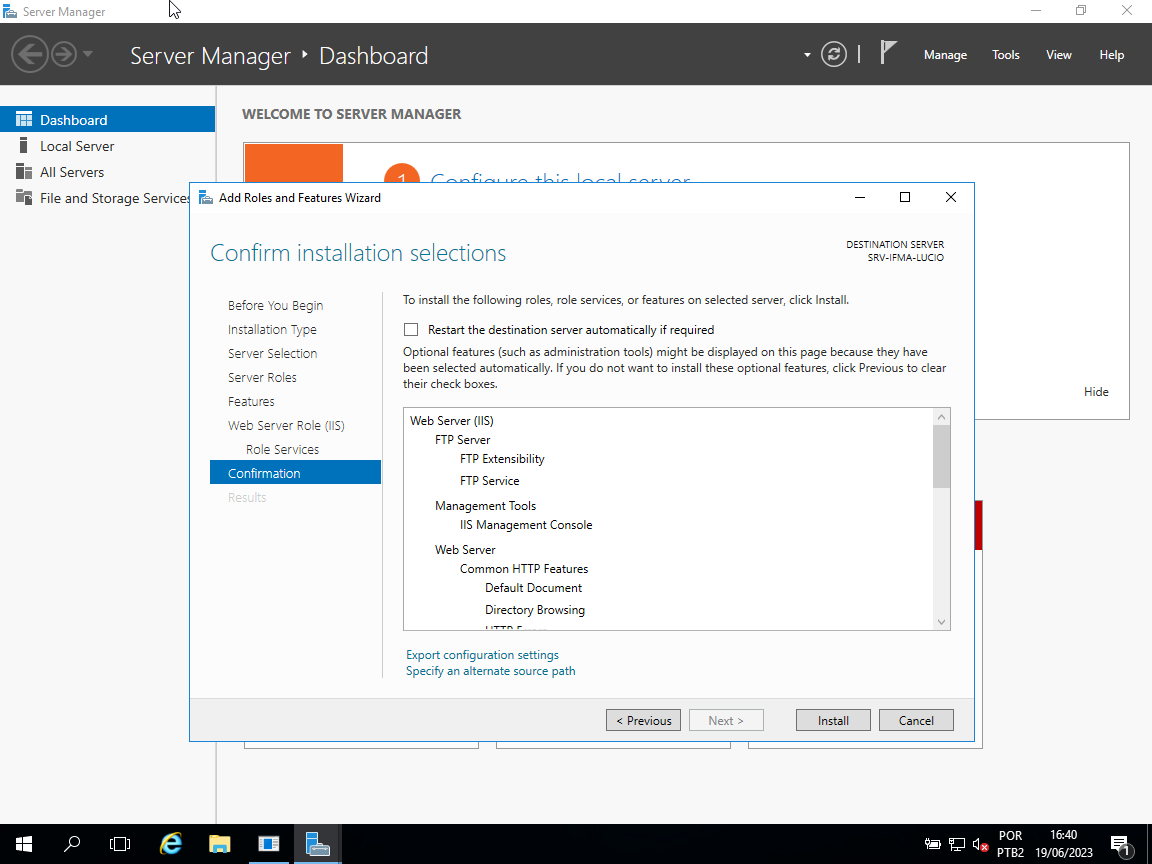 Server Manager
Server Manager
Dashboard
Manage
Tools
View
Help
Dashboard
Local Server
All Servers
File and Storage Services
WELCOME TO SERVER MANAGER
1
Configure this local server
Hide
Add Roles and Features Wizard
Confirm installation selections
DESTINATION SERVER
SRV-IFMA-LUCIO
Before You Begin
Installation Type
Server Selection
Server Roles
Features
Web Server Role (IIS)
Role Services
Confirmation
Results
To install the following roles, role services, or features on selected server, click Install.
Restart the destination server automatically if required
Optional features (such as administration tools) might be displayed on this page because they have
been selected automatically. If you do not want to install these optional features, click Previous to clear
their check boxes.
Web Server (IIS)
FTP Server
FTP Extensibility
FTP Service
Management Tools
IIS Management Console
Web Server
Common HTTP Features
Default Document
Directory Browsing
HTTP Errors
Export configuration settings
Specify an alternate source path
< Previous
Next >
Install
Cancel
POR
PTB2
16:40
19/06/2023
1